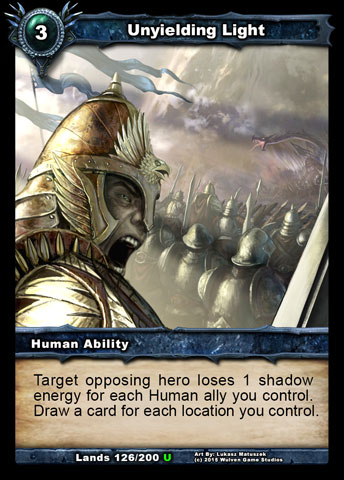 3
Unyielding Light
Human Ability
Target opposing hero loses 1 shadow
energy for each Human ally you control.
Draw a card for each location you control.
Lands 126/200 U
Art By: Lukasz Matuszek
(c) 2015 Wulven Game Studios